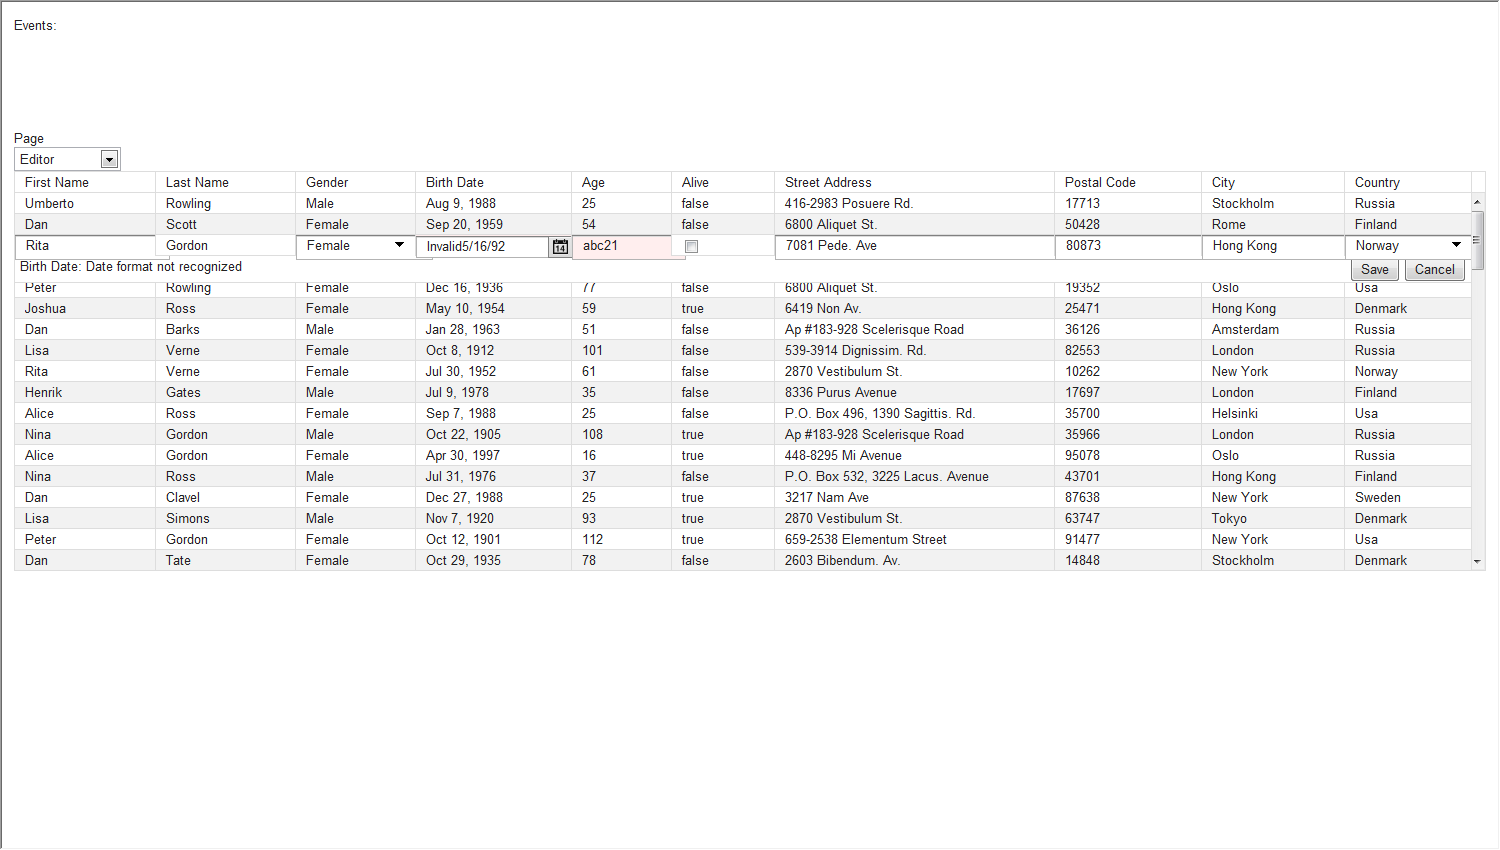 Events:
Page
Editor
First Name Last Name Gender Birth Date Age Alive Street Address Postal Code City Country
Umberto Rowling Male Aug 9, 1988 25 false 416-2983 Posuere Rd. 17713 Stockholm Russia
Dan Scott Female Sep 20, 1959 54 false 6800 Aliquet St. 50428 Rome Finland
Rita Gordon Female Invalid5/16/92 14 abc21 7081 Pede. Ave 80873 Hong Kong Norway
Birth Date: Date format not recognized Save Cancel
Peter Rowling Female Dec 16, 1936 77 false 6800 Aliquet St. 19352 Oslo Usa
Joshua Ross Female May 10, 1954 59 true 6419 Non Av. 25471 Hong Kong Denmark
Dan Barks Male Jan 28, 1963 51 false Ap #183-928 Scelerisque Road 36126 Amsterdam Russia
Lisa Verne Female Oct 8, 1912 101 false 539-3914 Dignissim. Rd. 82553 London Russia
Rita Verne Female Jul 30, 1952 61 false 2870 Vestibulum St. 10262 New York Norway
Henrik Gates Male Jul 9, 1978 35 false 8336 Purus Avenue 17697 London Finland
Alice Ross Female Sep 7, 1988 25 false P.O. Box 496, 1390 Sagittis. Rd. 35700 Helsinki Usa
Nina Gordon Male Oct 22, 1905 108 true Ap #183-928 Scelerisque Road 35966 London Russia
Alice Gordon Female Apr 30, 1997 16 true 448-8295 Mi Avenue 95078 Oslo Russia
Nina Ross Male Jul 31, 1976 37 false P.O. Box 532, 3225 Lacus. Avenue 43701 Hong Kong Finland
Dan Clavel Female Dec 27, 1988 25 true 3217 Nam Ave 87638 New York Sweden
Lisa Simons Male Nov 7, 1920 93 true 2870 Vestibulum St. 63747 Tokyo Denmark
Peter Gordon Female Oct 12, 1901 112 true 659-2538 Elementum Street 91477 New York Usa
Dan Tate Female Oct 29, 1935 78 false 2603 Bibendum. Av. 14848 Stockholm Denmark